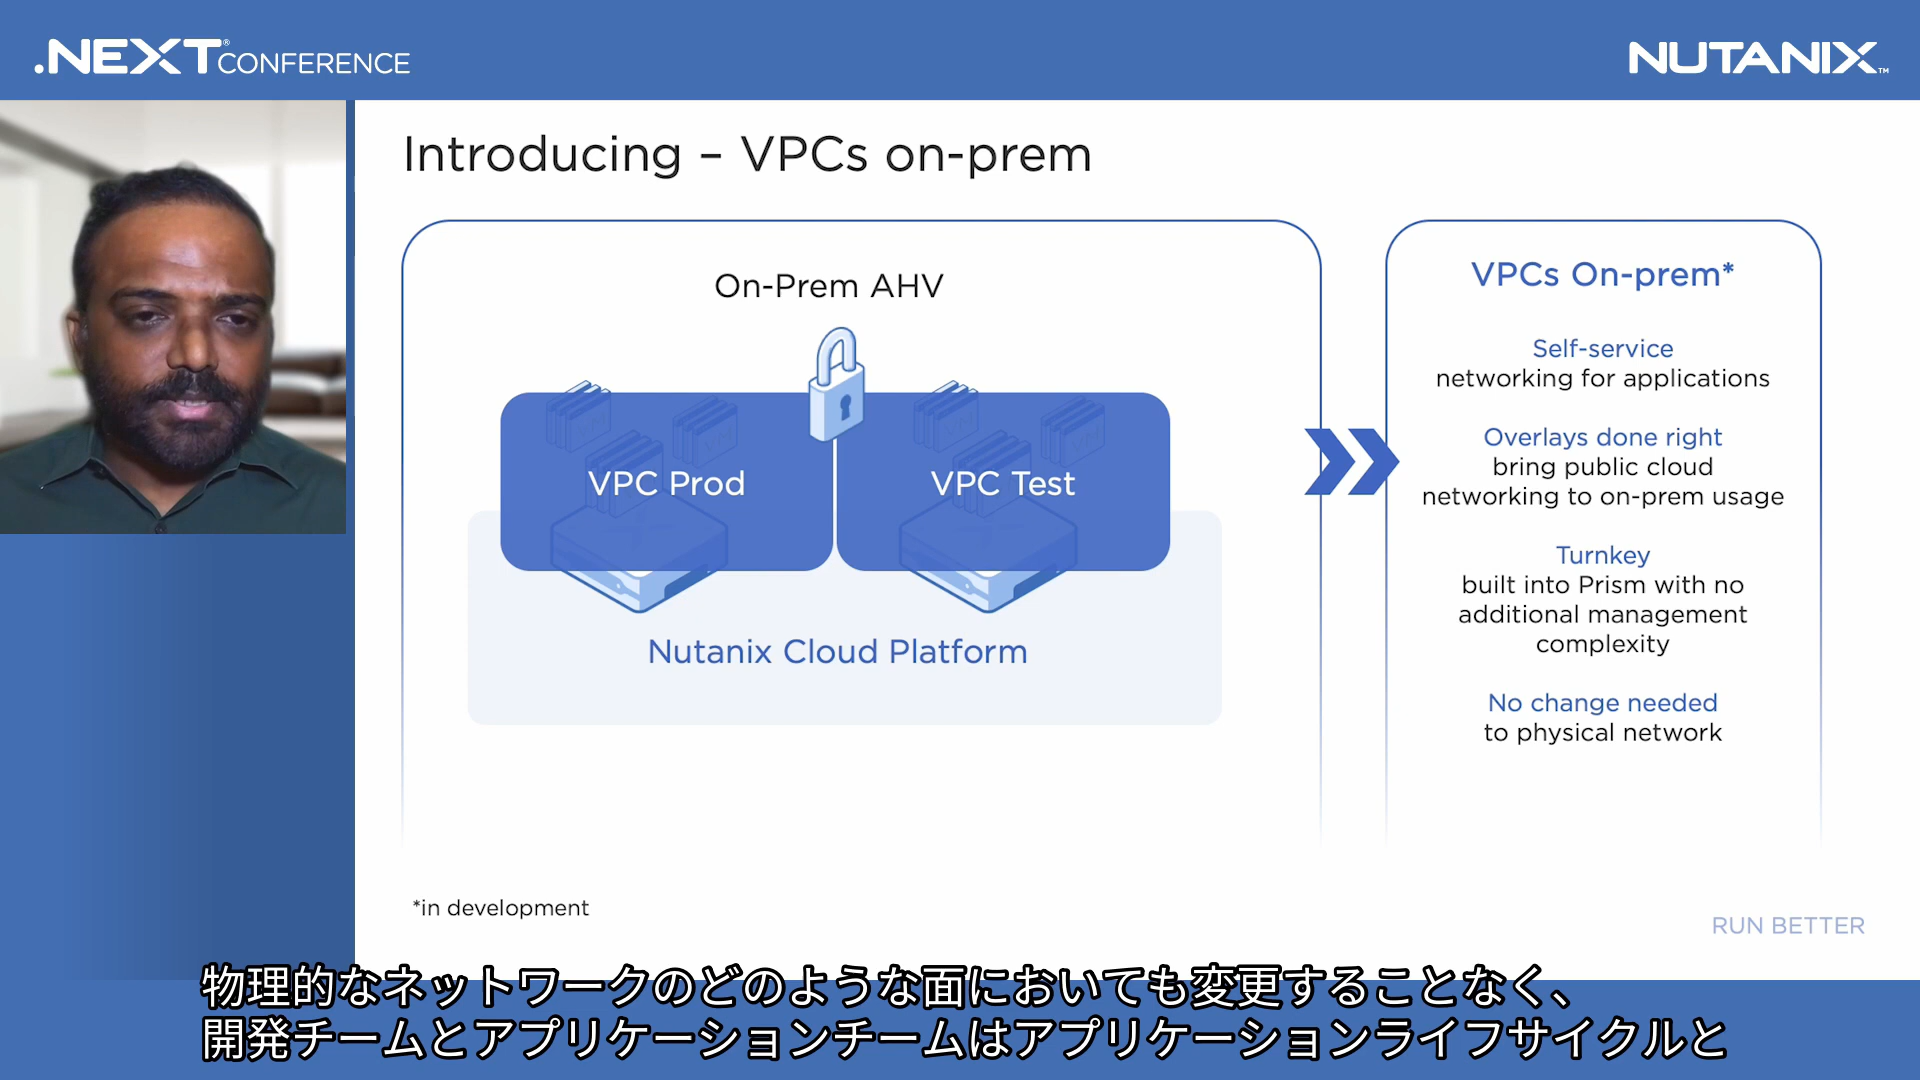 .NEXT® CONFERENCE
NUTANIX™
Introducing – VPCs on-prem
On-Prem AHV
VPC Prod
VPC Test
Nutanix Cloud Platform
VPCs On-prem*
Self-service
networking for applications
Overlays done right
bring public cloud
networking to on-prem usage
Turnkey
built into Prism with no
additional management
complexity
No change needed
to physical network
*in development
RUN BETTER
物理的なネットワークのどのような面においても変更することなく、
開発チームとアプリケーションチームはアプリケーションライフサイクルと